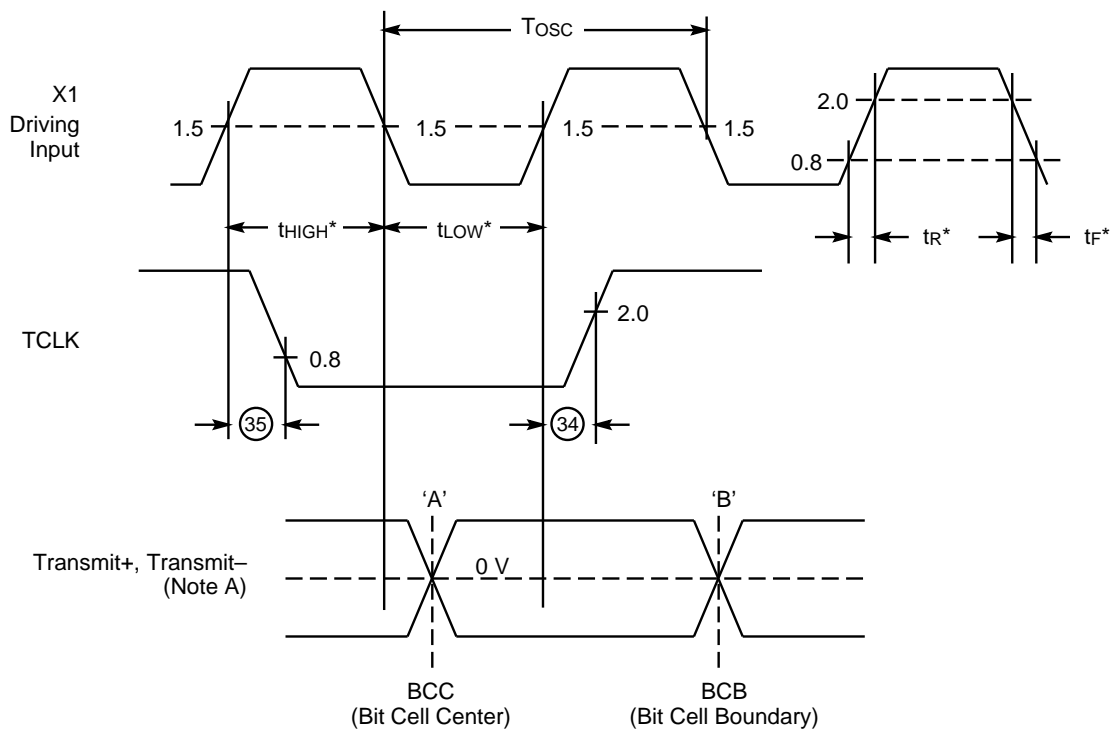 TOSC
X1
Driving
Input
1.5
1.5
1.5
1.5
2.0
0.8
tHIGH*
tLOW*
tR*
tF*
TCLK
0.8
2.0
35
34
‘A’
‘B’
Transmit+, Transmit–
(Note A)
0 V
BCC
(Bit Cell Center)
BCB
(Bit Cell Boundary)